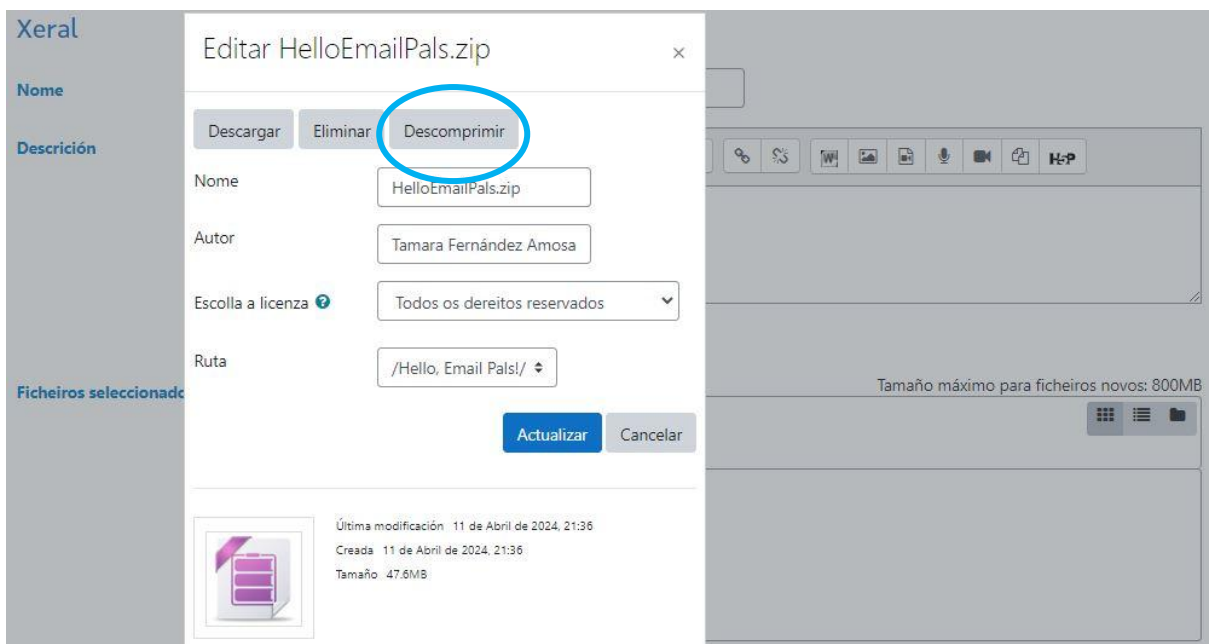 Xeral
Editar HelloEmailPals.zip ×
Nome
Descargar Eliminar Descomprimir
Descrición
H-P
Nome HelloEmailPals.zip
Autor Tamara Fernández Amosa
Escolla a licenza ? Todos os dereitos reservados
Ruta /Hello, Email Pals!/
Ficheiros seleccionado
Tamaño máximo para ficheiros novos: 800MB
Actualizar Cancelar
Última modificación 11 de Abril de 2024, 21:36
Creada 11 de Abril de 2024, 21:36
Tamaño 47.6MB